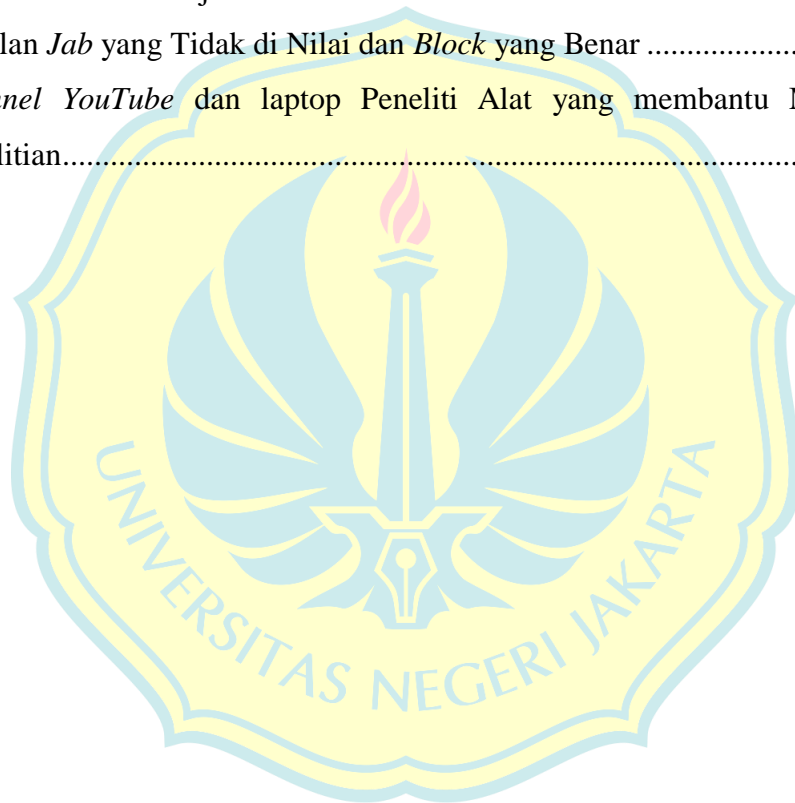 lan Jab yang Tidak di Nilai dan Block yang Benar ...................
nel YouTube dan laptop Peneliti Alat yang membantu
litian...........................................................................................
UNIVERSITAS NEGERI JAKARTA